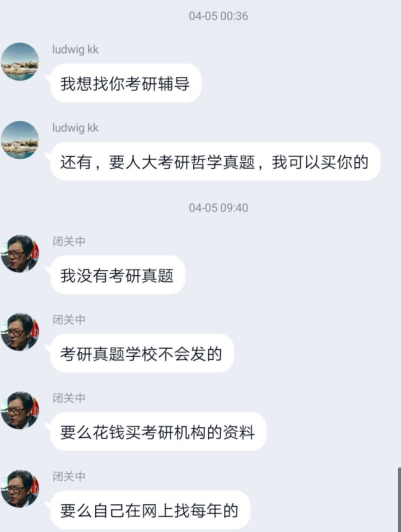 04-05 00:36
ludwig kk
我想找你考研辅导
ludwig kk
还有，要人大考研哲学真题，我可以买你的
04-05 09:40
闭关中
我没有考研真题
闭关中
考研真题学校不会发的
闭关中
要么花钱买考研机构的资料
闭关中
要么自己在网上找每年的